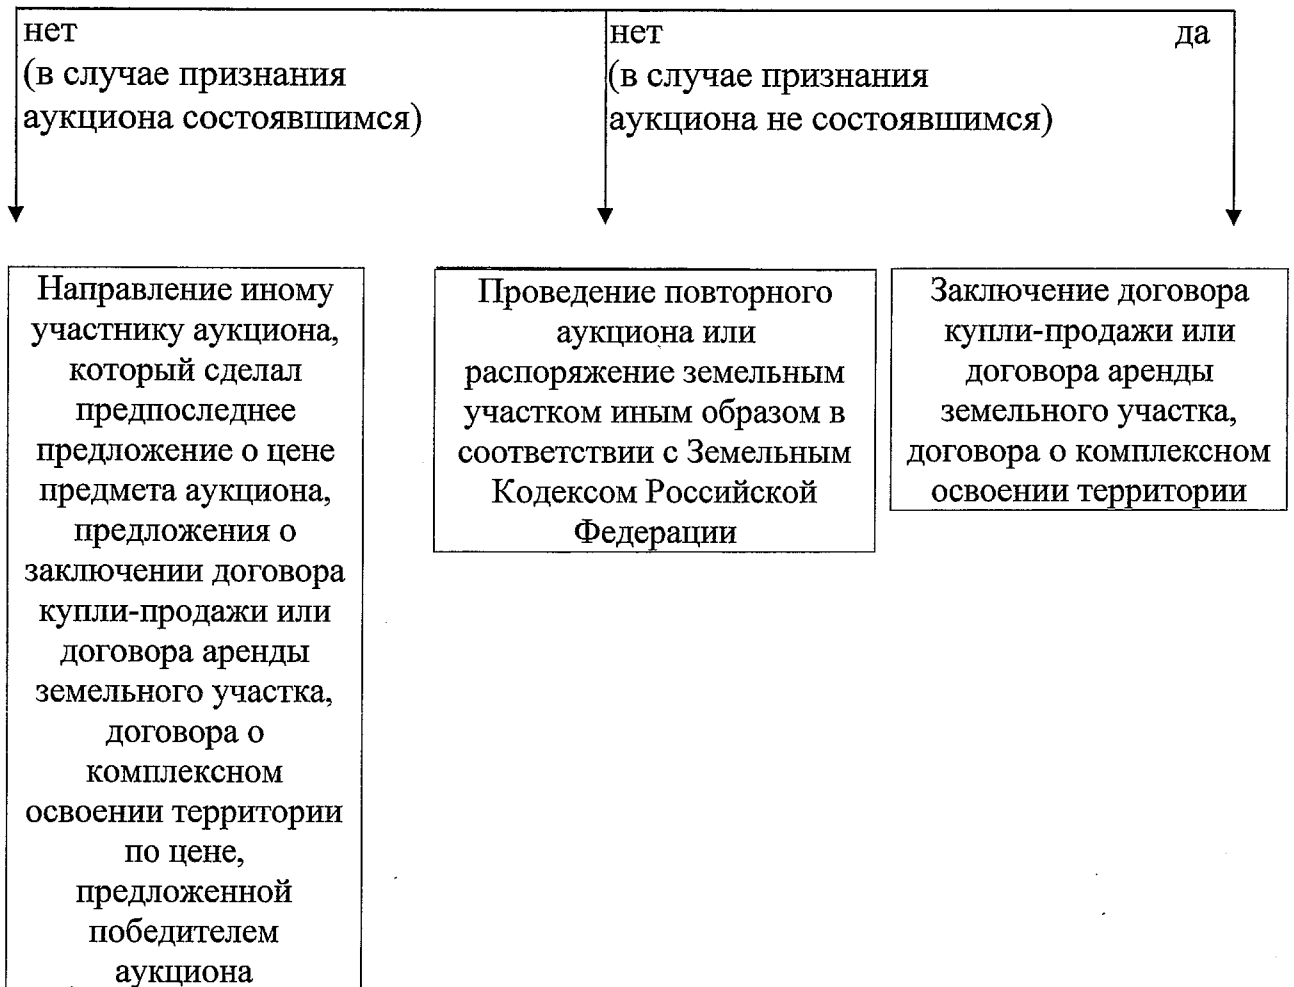 нет
(в случае признания
аукциона состоявшимся)
нет
(в случае признания
аукциона не состоявшимся)
да
Направление иному
участнику аукциона,
который сделал
предпоследнее
предложение о цене
предмета аукциона,
предложения о
заключении договора
купли-продажи или
договора аренды
земельного участка,
договора о
комплексном
освоении территории
по цене,
предложенной
победителем
аукциона
Проведение повторного
аукциона или
распоряжение земельным
участком иным образом в
соответствии с Земельным
Кодексом Российской
Федерации
Заключение договора
купли-продажи или
договора аренды
земельного участка,
договора о комплексном
освоении территории